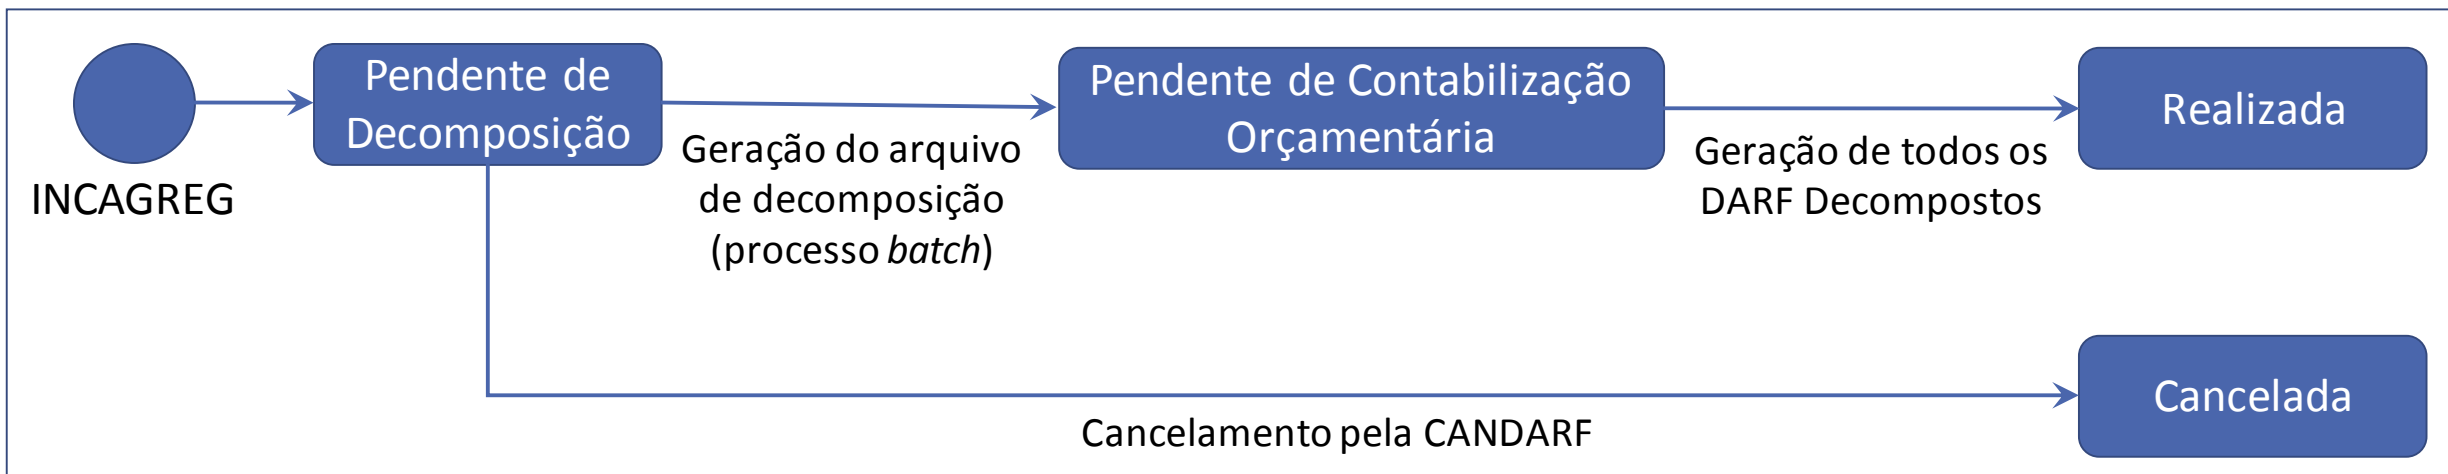 INCAGREG
Pendente de
Decomposição
Geração do arquivo
de decomposição
(processo batch)
Pendente de Contabilização
Orçamentária
Geração de todos os
DARF Decompostos
Realizada
Cancelamento pela CANDARF
Cancelada